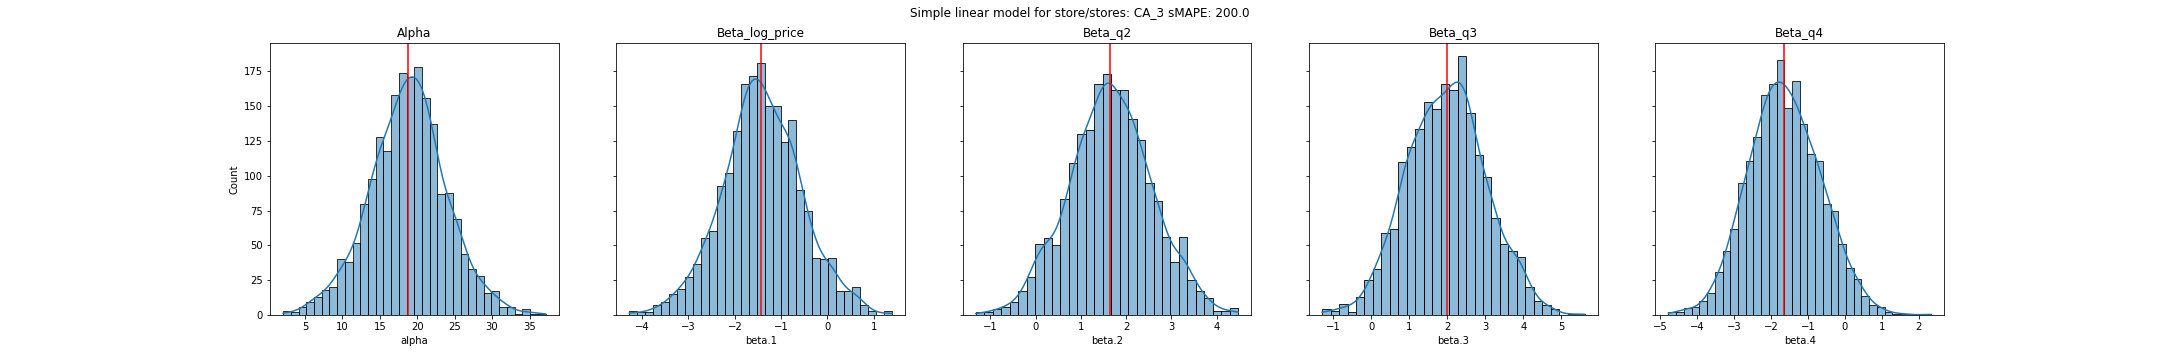 Simple linear model for store/stores: CA_3 sMAPE: 200.0
Alpha
Beta_log_price
Beta_q2
Beta_q3
Beta_q4
175
150
125
100
75
50
25
0
Count
5 10 15 20 25 30 35
−4 −3 −2 −1 0 1
−1 0 1 2 3 4
−1 0 1 2 3 4 5
−5 −4 −3 −2 −1 0 1 2
alpha
beta.1
beta.2
beta.3
beta.4